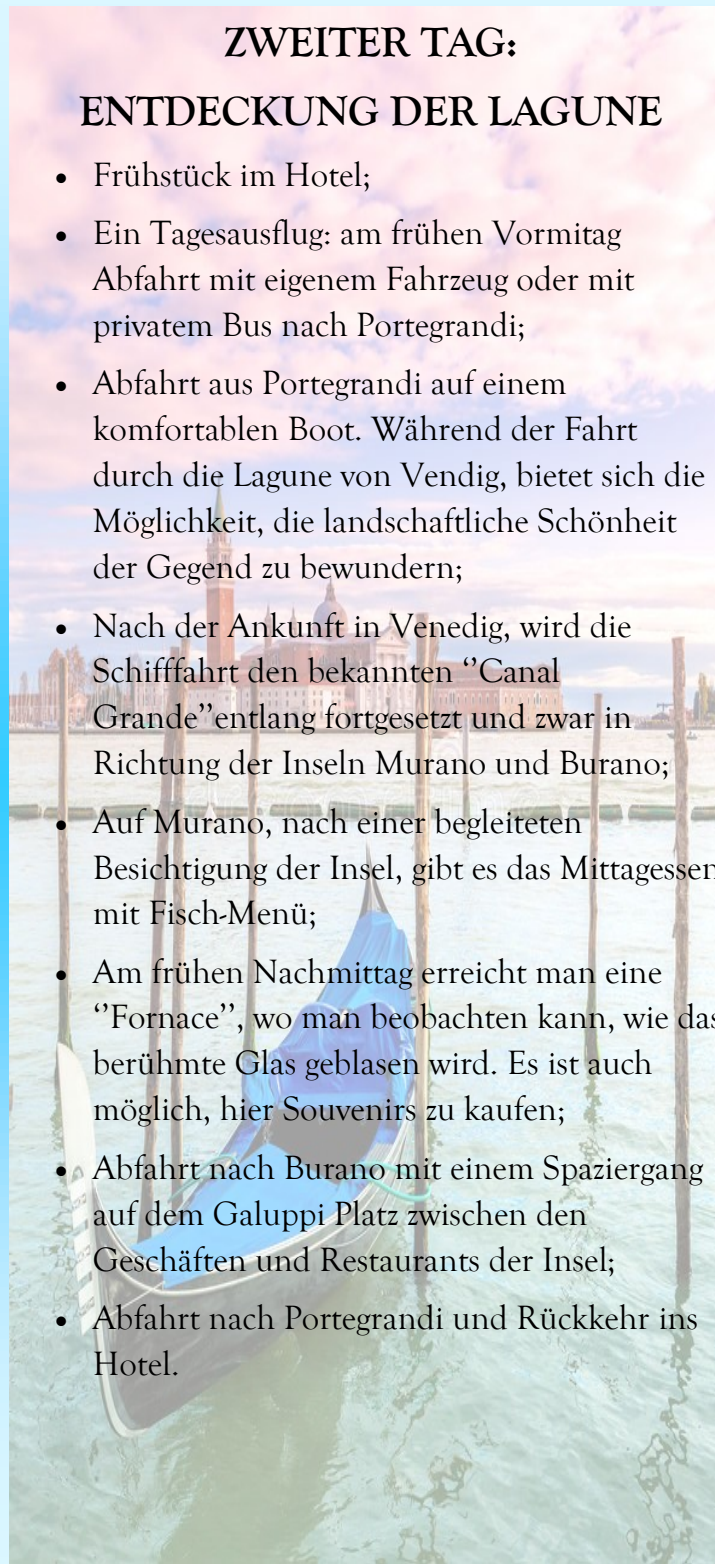 ZWEITER TAG:
ENTDECKUNG DER LAGUNE
• Frühstück im Hotel;
• Ein Tagesausflug: am frühen Vormitag
Abfahrt mit eigenem Fahrzeug oder mit
privatem Bus nach Portegrandi;
• Abfahrt aus Portegrandi auf einem
komfortablen Boot. Während der Fahrt
durch die Lagune von Vendig, bietet sich die
Möglichkeit, die landschaftliche Schönheit
der Gegend zu bewundern;
• Nach der Ankunft in Venedig, wird die
Schifffahrt den bekannten ‘’Canal
Grande’’entlang fortgesetzt und zwar in
Richtung der Inseln Murano und Burano;
• Auf Murano, nach einer begleiteten
Besichtigung der Insel, gibt es das Mittagessen
mit Fisch-Menü;
• Am frühen Nachmittag erreicht man eine
‘’Fornace’’, wo man beobachten kann, wie das
berühmte Glas geblasen wird. Es ist auch
möglich, hier Souvenirs zu kaufen;
• Abfahrt nach Burano mit einem Spaziergang
auf dem Galuppi Platz zwischen den
Geschäften und Restaurants der Insel;
• Abfahrt nach Portegrandi und Rückkehr ins
Hotel.